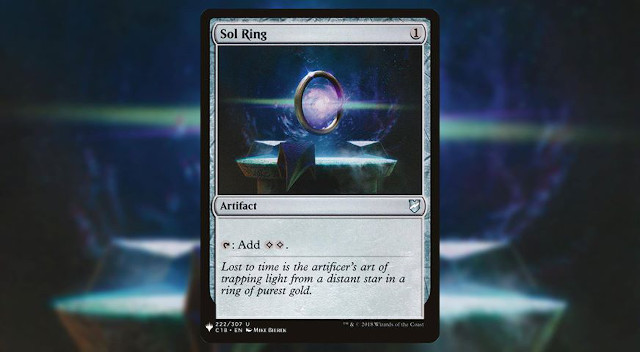 Sol Ring 1
Artifact
: Add .
Lost to time is the artificer's art of
trapping light from a distant star in a
ring of purest gold.
222/307 U
C18 • EN Mike Bierek
™ & © 2018 Wizards of the Coast